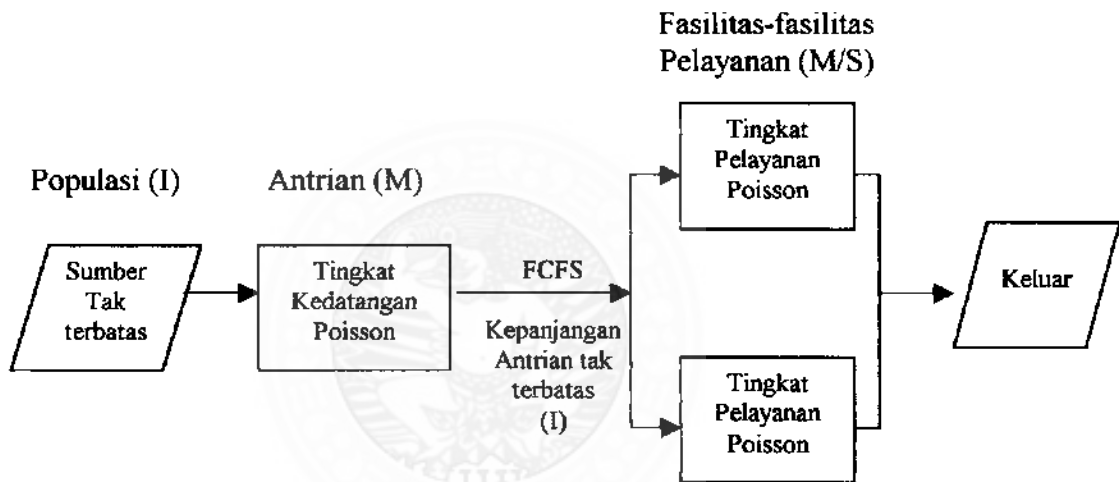 Fasilitas-fasilitas
Pelayanan (M/S)
Populasi (I)
Antrian (M)
Sumber
Tak
terbatas
Tingkat
Kedatangan
Poisson
FCFS
Kepanjangan
Antrian tak
terbatas
(I)
Tingkat
Pelayanan
Poisson
Tingkat
Pelayanan
Poisson
Keluar